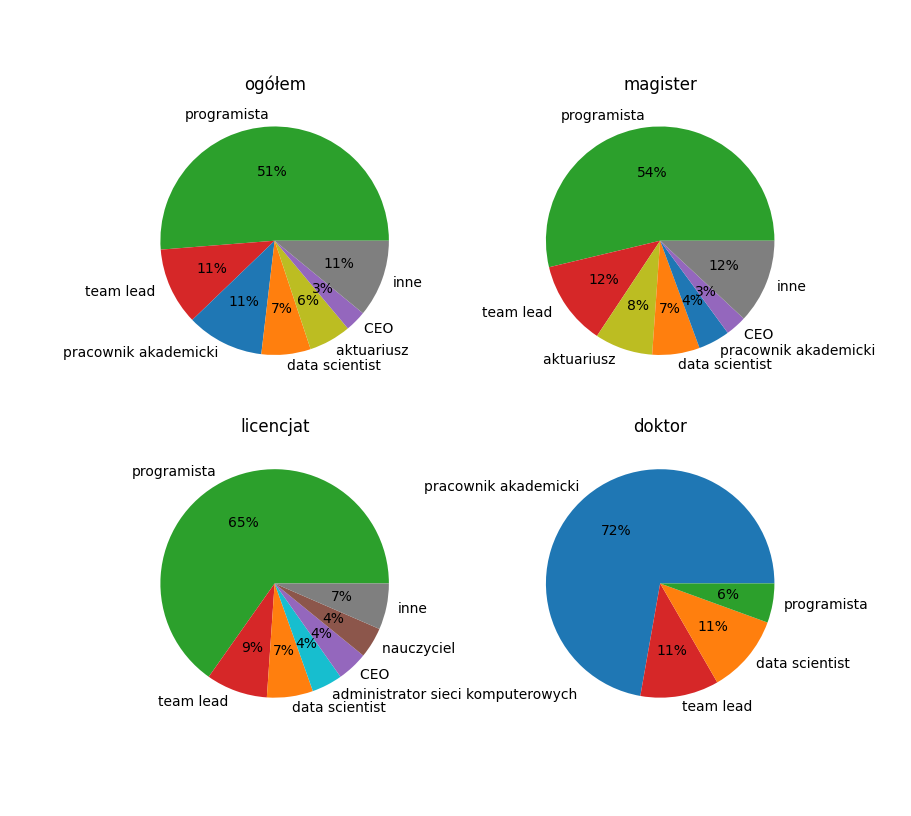 ogółem
programista
51%
11%
team lead
11%
pracownik akademicki
7%
data scientist
6%
aktuariusz
3%
CEO
11%
inne
magister
programista
54%
12%
team lead
8%
aktuariusz
7%
data scientist
4%
pracownik akademicki
3%
CEO
12%
inne
licencjat
programista
65%
9%
team lead
7%
data scientist
4%
administrator sieci komputerowych
4%
CEO
4%
nauczyciel
7%
inne
doktor
pracownik akademicki
72%
11%
team lead
11%
data scientist
6%
programista